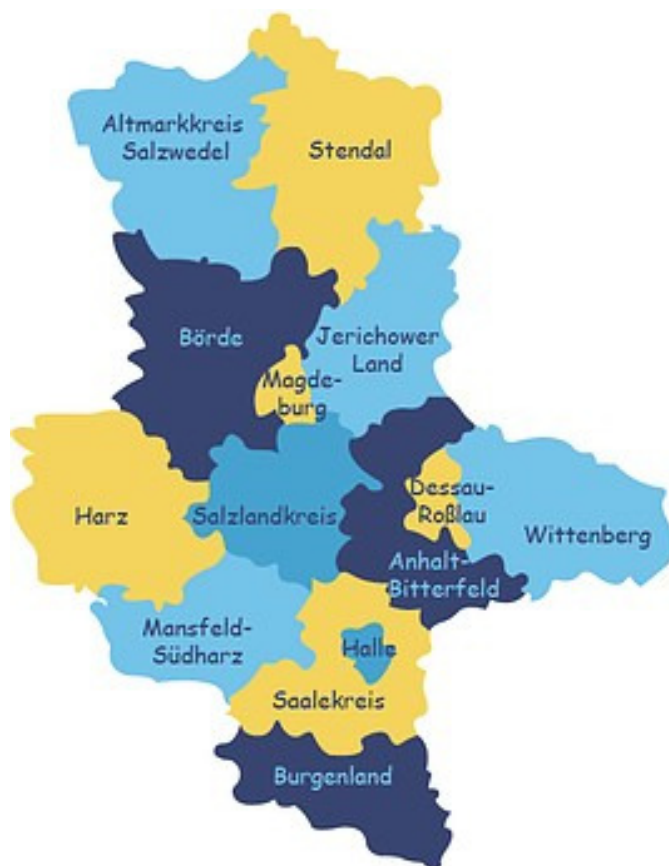 Altmarkkreis
Salzwedel
Stendal
Börde
Jerichower
Land
Magde-
burg
Harz
Salzlandkreis
Dessau-
Roßlau
Wittenberg
Anhalt-
Bitterfeld
Mansfeld-
Südharz
Halle
Saalekreis
Burgenland